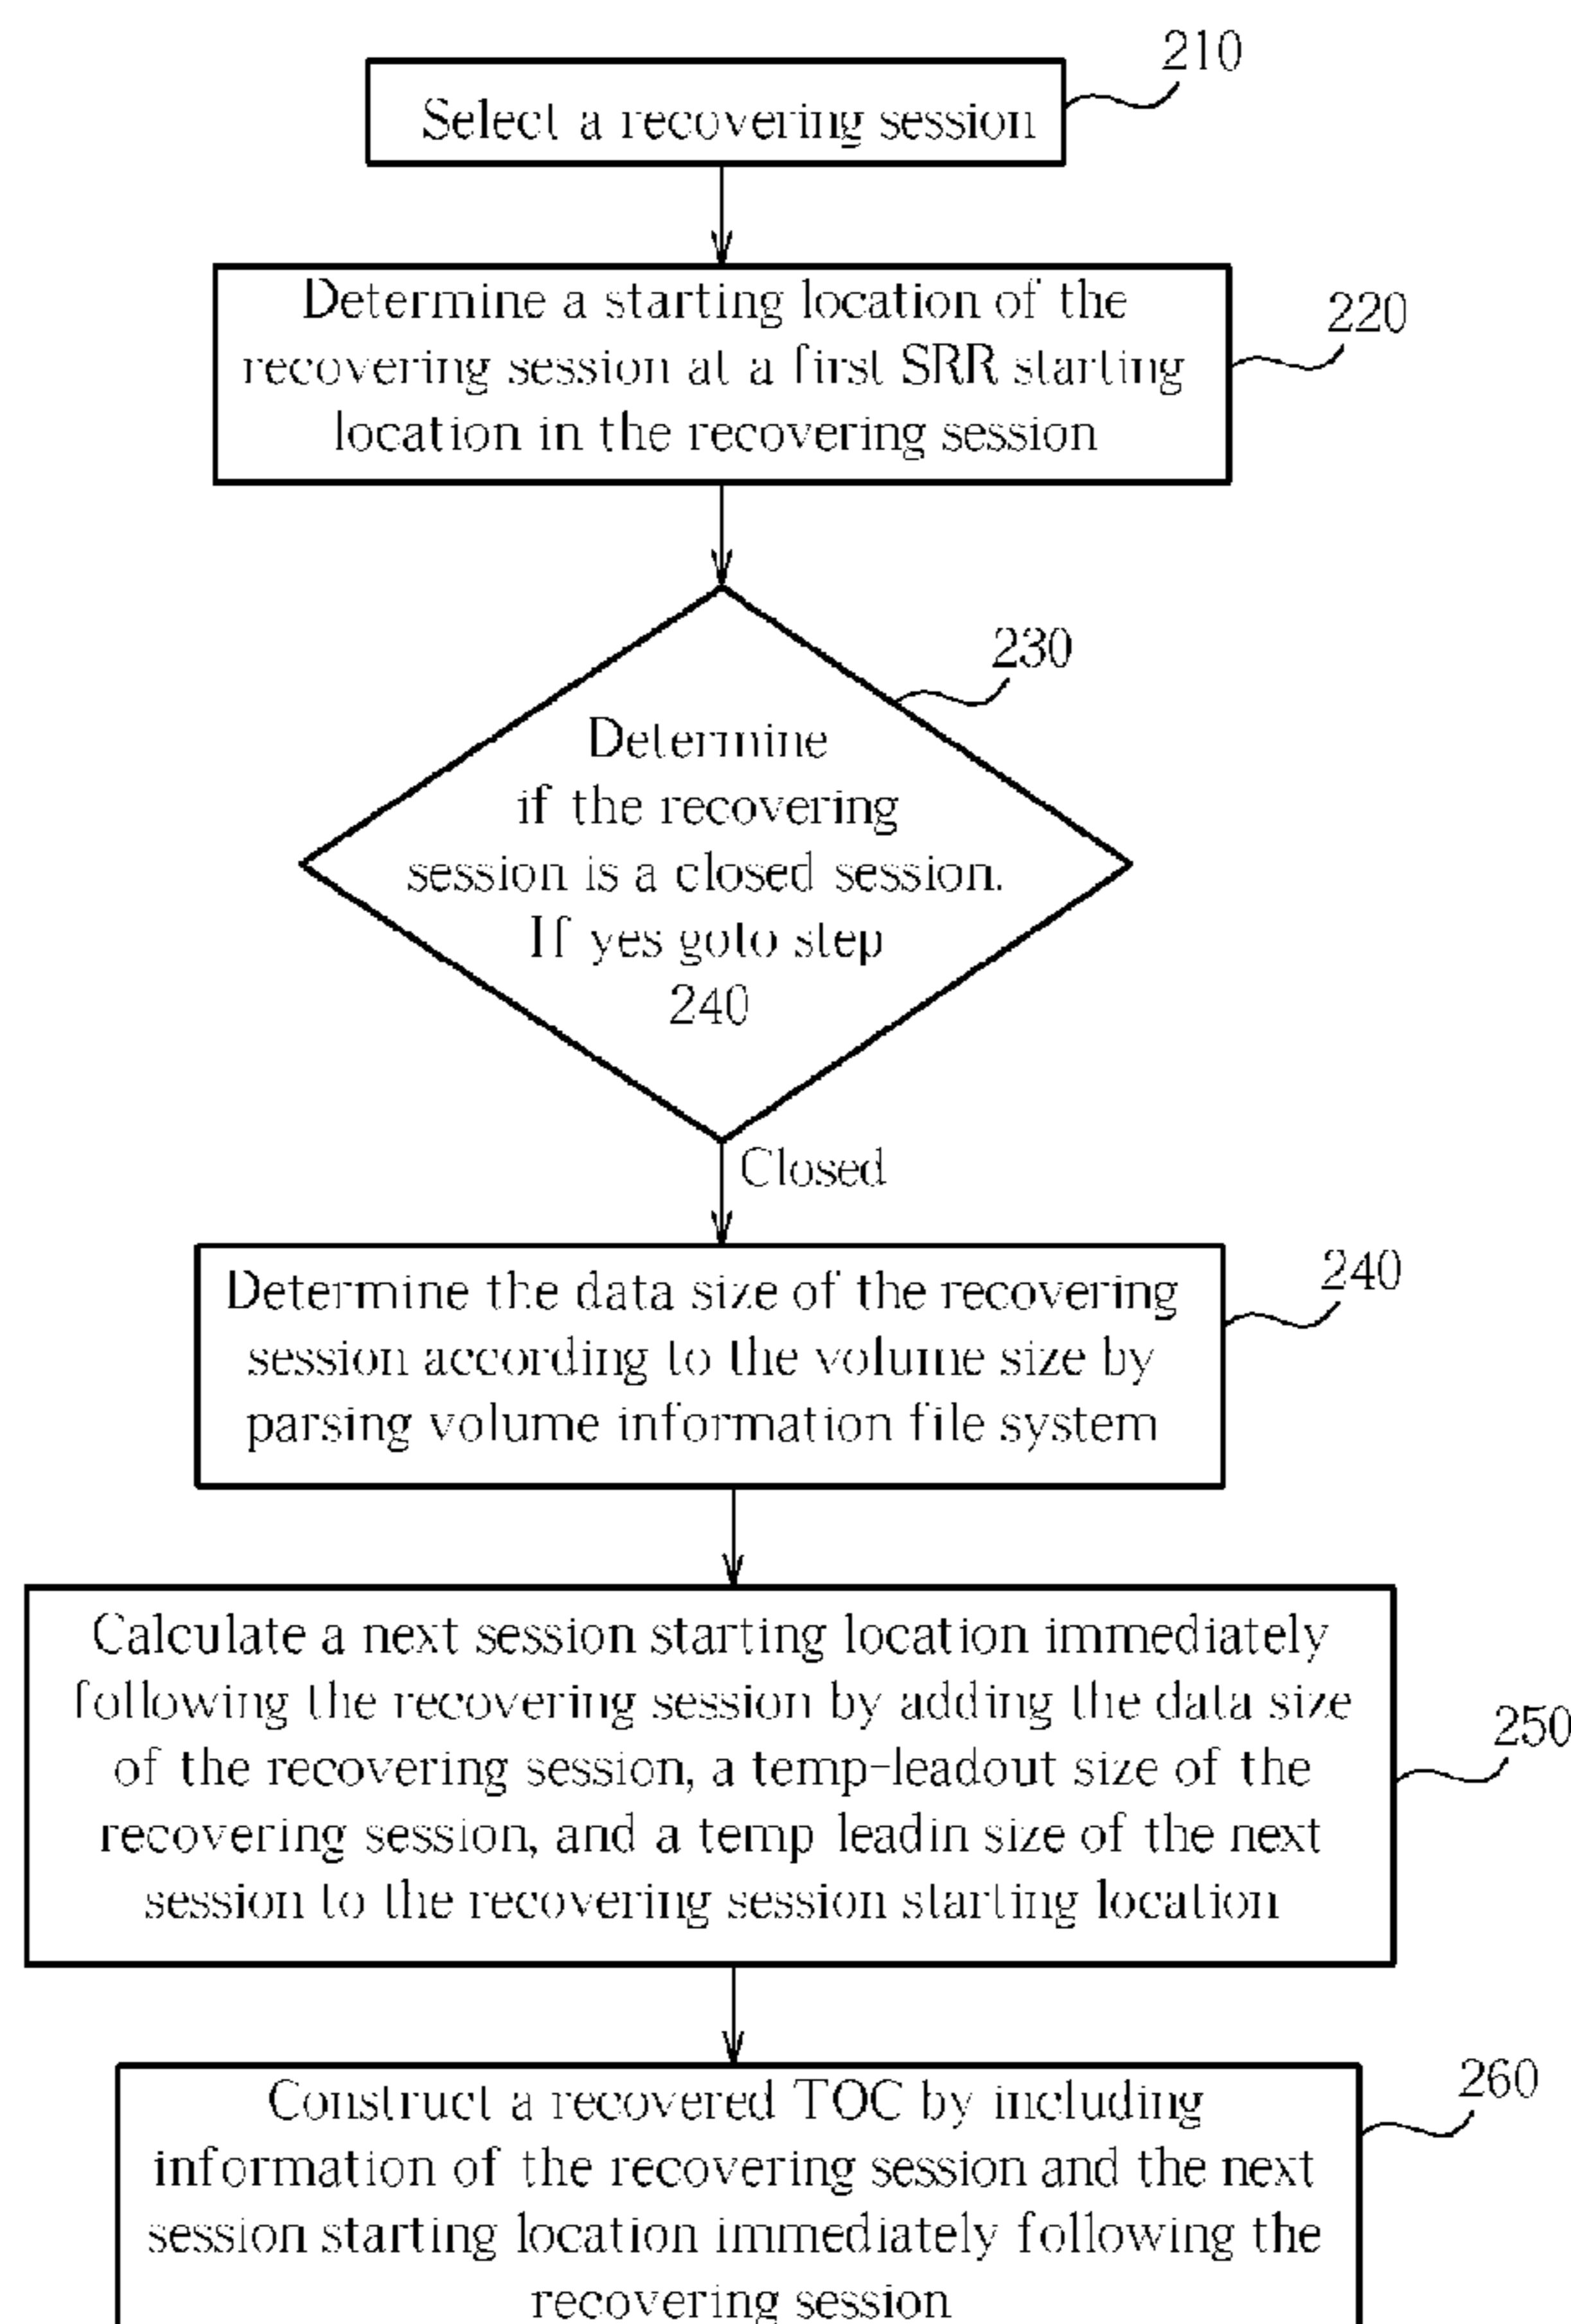 210
Select a recovering session
Determine a starting location of the
recovering session at a first SRR starting
location in the recovering session
220
230
Determine
if the recovering
session is a closed session.
If yes goto step
240
Closed
Determine the data size of the recovering
session according to the volume size by
parsing volume information file system
240
Calculate a next session starting location immediately
following the recovering session by adding the data size
of the recovering session, a temp-leadout size of the
recovering session, and a temp leadin size of the next
session to the recovering session starting location
250
Construct a recovered TOC by including
information of the recovering session and the next
session starting location immediately following the
recovering session
260